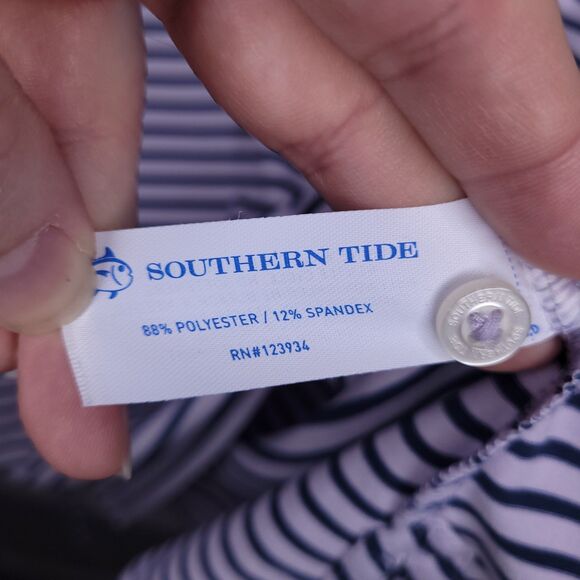 SOUTHERN TIDE
88% POLYESTER / 12% SPANDEX
RN#123934